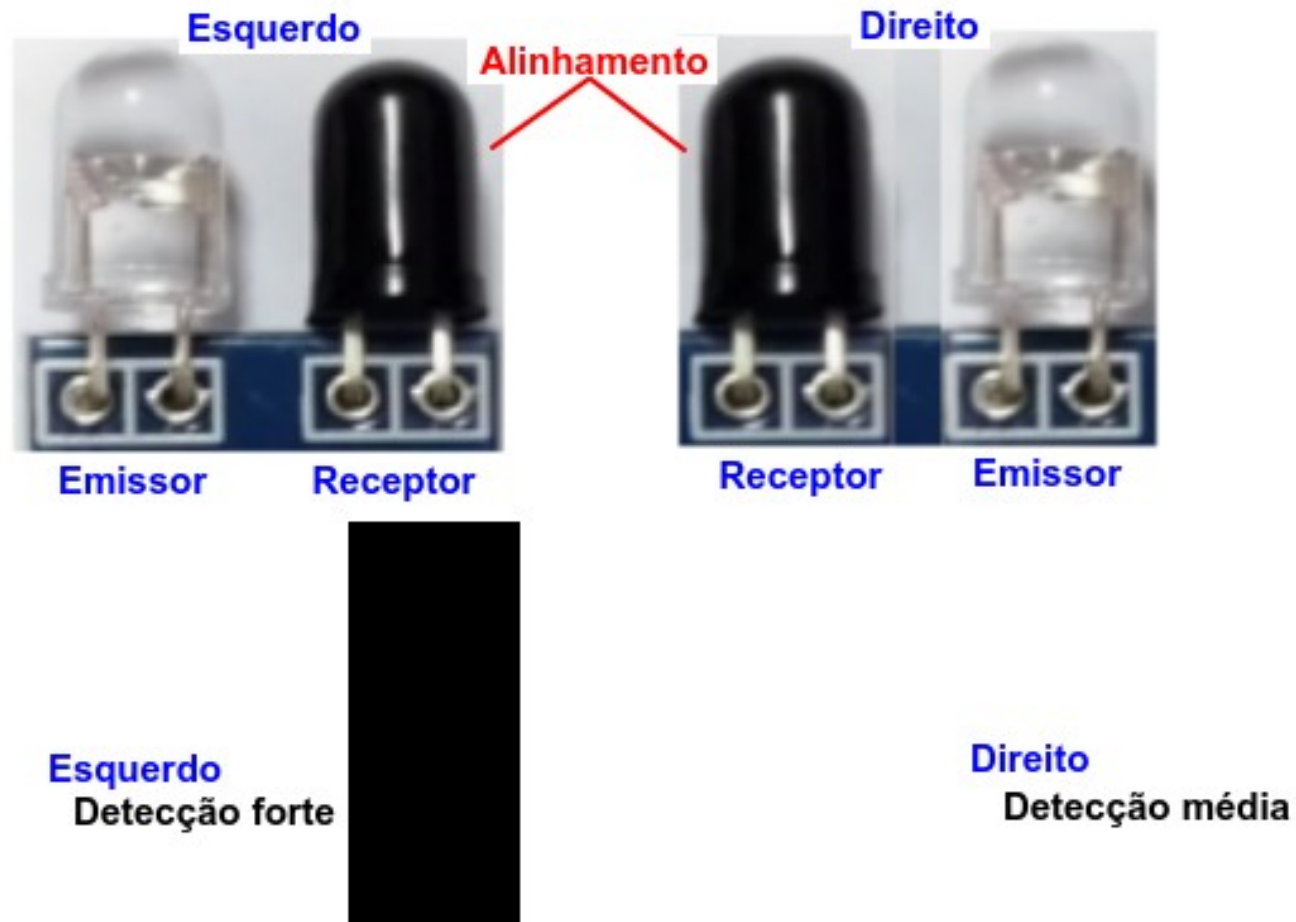 Esquerdo
Direito
Alinhamento
Emissor
Receptor
Receptor
Emissor
Esquerdo
Detecção forte
Direito
Detecção média